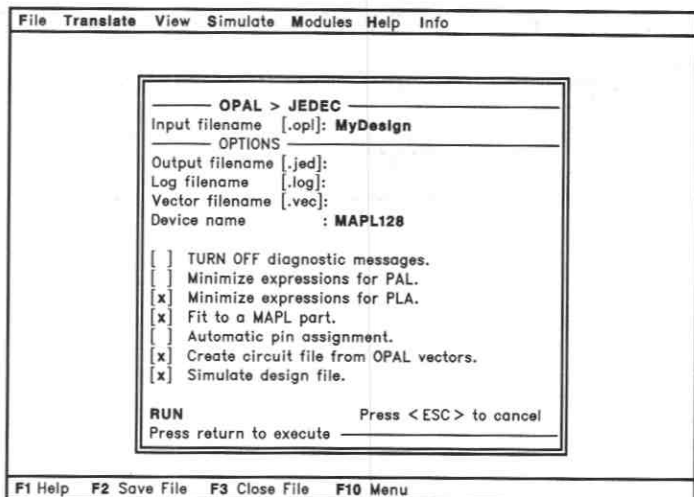 File Translate View Simulate Modules Help Info
OPAL > JEDEC
Input filename [.opl]: MyDesign
OPTIONS
Output filename [.jed]:
Log filename [.log]:
Vector filename [.vec]:
Device name : MAPL128
[ ] TURN OFF diagnostic messages.
[ ] Minimize expressions for PAL.
[x] Minimize expressions for PLA.
[x] Fit to a MAPL part.
[ ] Automatic pin assignment.
[x] Create circuit file from OPAL vectors.
[x] Simulate design file.
RUN Press <ESC> to cancel
Press return to execute
F1 Help F2 Save File F3 Close File F10 Menu